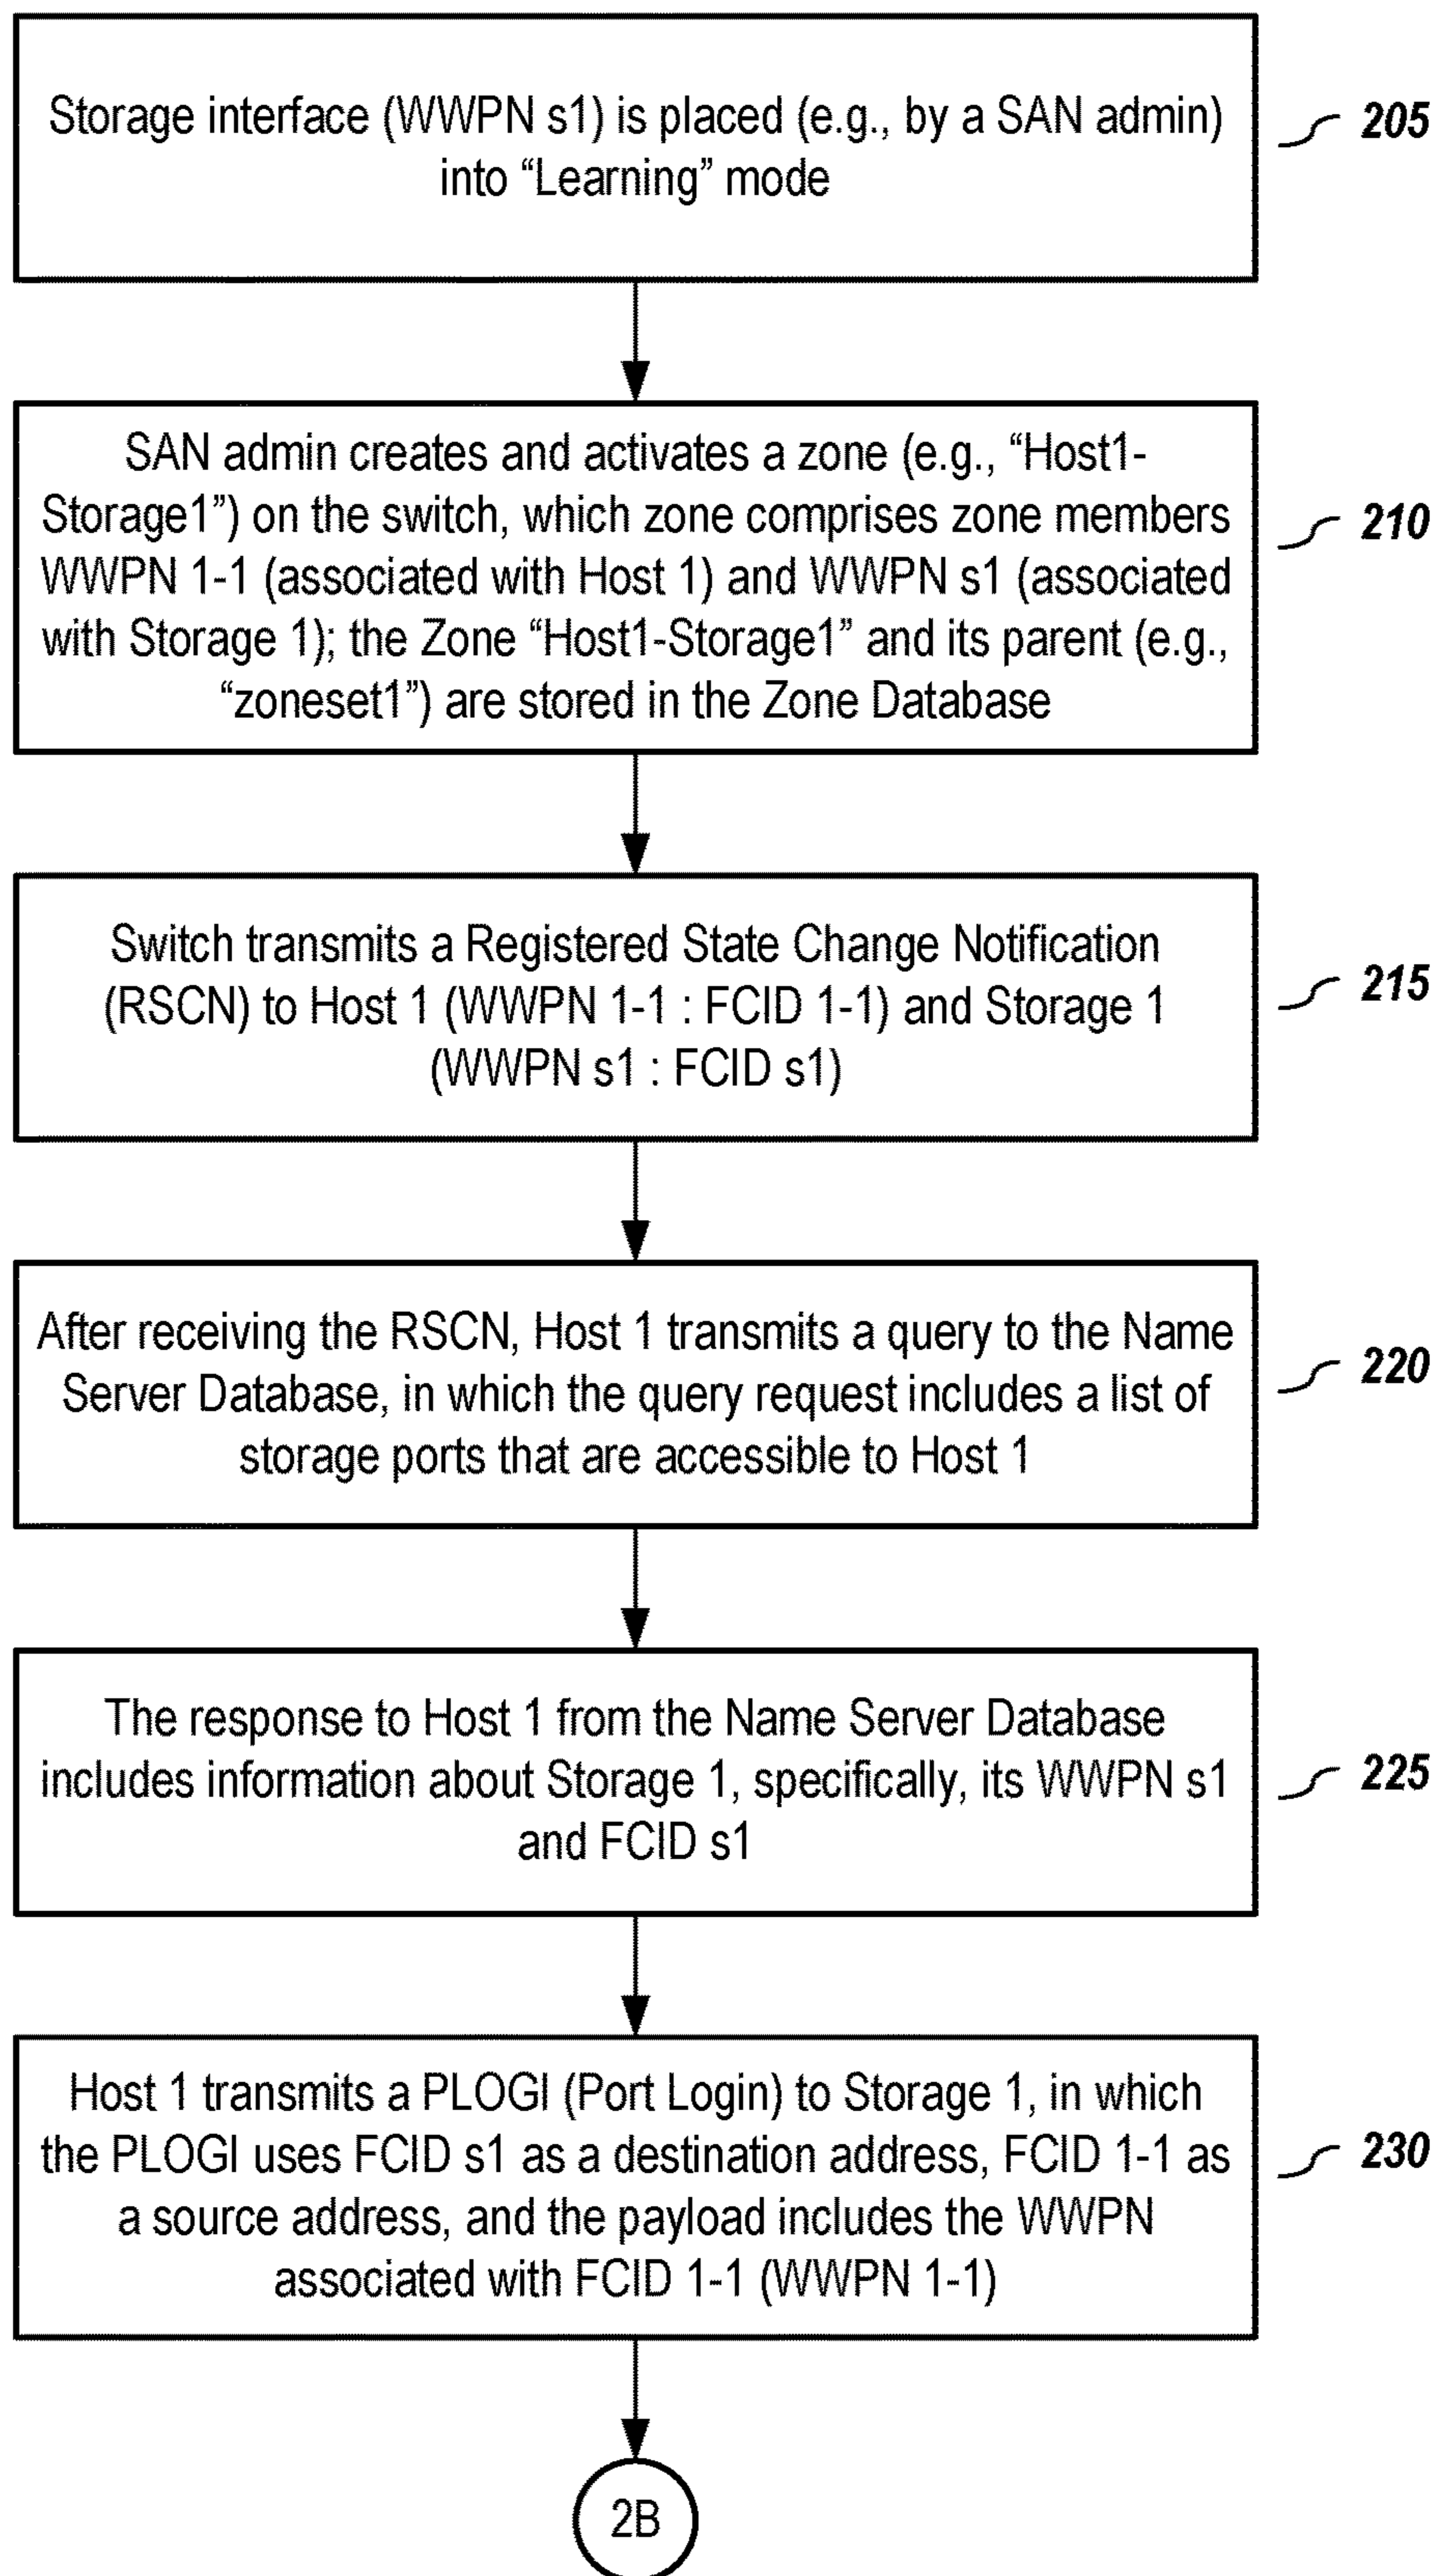 Storage interface (WWPN s1) is placed (e.g., by a SAN admin)
into “Learning” mode
205
SAN admin creates and activates a zone (e.g., “Host1-
Storage1”) on the switch, which zone comprises zone members
WWPN 1-1 (associated with Host 1) and WWPN s1 (associated
with Storage 1); the Zone “Host1-Storage1” and its parent (e.g.,
“zoneset1”) are stored in the Zone Database
210
Switch transmits a Registered State Change Notification
(RSCN) to Host 1 (WWPN 1-1 : FCID 1-1) and Storage 1
(WWPN s1 : FCID s1)
215
After receiving the RSCN, Host 1 transmits a query to the Name
Server Database, in which the query request includes a list of
storage ports that are accessible to Host 1
220
The response to Host 1 from the Name Server Database
includes information about Storage 1, specifically, its WWPN s1
and FCID s1
225
Host 1 transmits a PLOGI (Port Login) to Storage 1, in which
the PLOGI uses FCID s1 as a destination address, FCID 1-1 as
a source address, and the payload includes the WWPN
associated with FCID 1-1 (WWPN 1-1)
230
2B